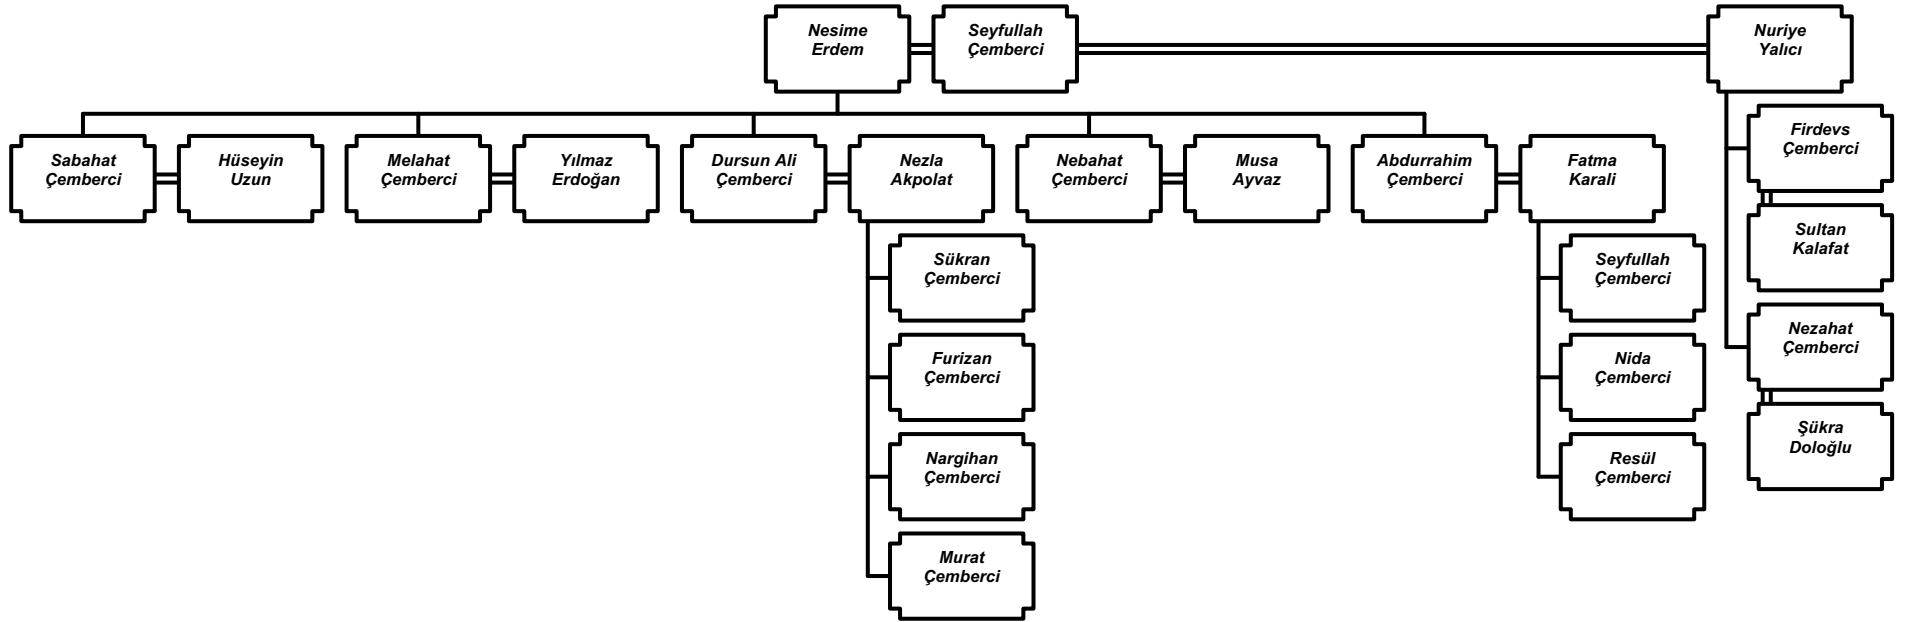 Nesime
Erdem
Seyfullah
Çemberci
Nuriye
Yalıcı
Sabahat
Çemberci
Hüseyin
Uzun
Melahat
Çemberci
Yılmaz
Erdoğan
Dursun Ali
Çemberci
Nezla
Akpolat
Nebahat
Çemberci
Musa
Ayvaz
Abdurrahim
Çemberci
Fatma
Karali
Firdevs
Çemberci
Sultan
Kalafat
Nezahat
Çemberci
Şükra
Doloğlu
Sükran
Çemberci
Furizan
Çemberci
Nargihan
Çemberci
Murat
Çemberci
Seyfullah
Çemberci
Nida
Çemberci
Resül
Çemberci